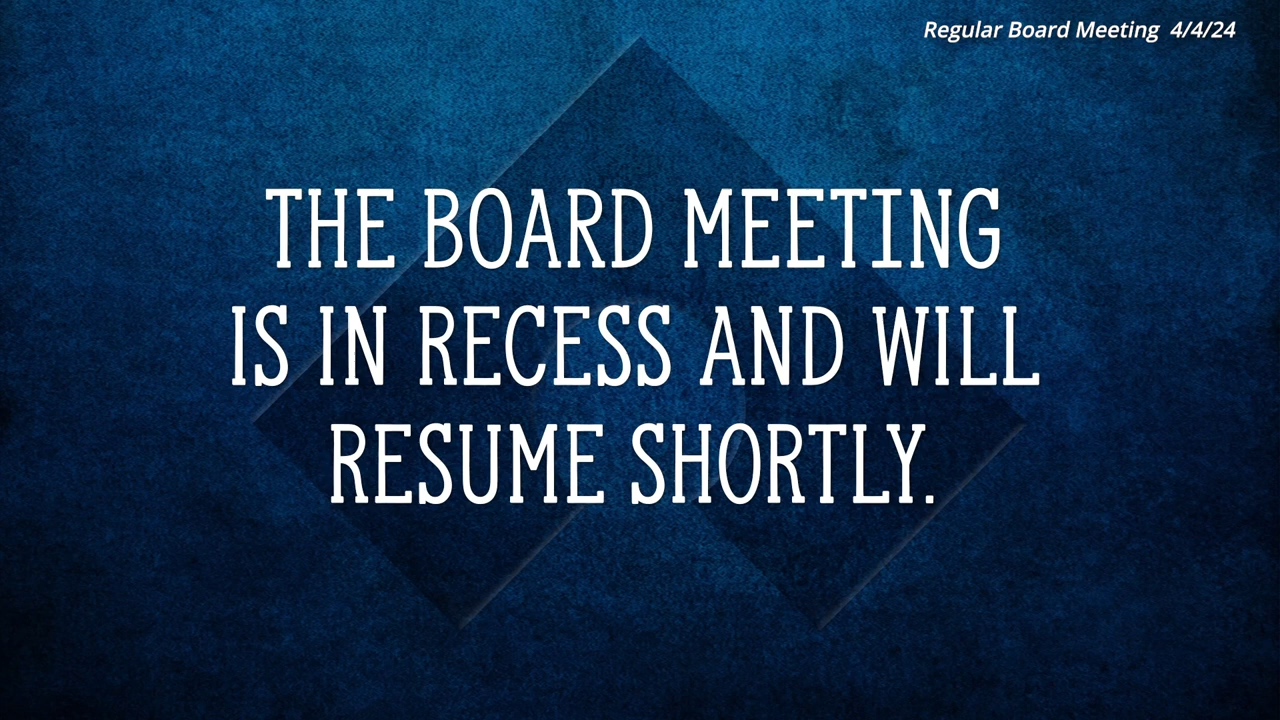 Regular Board Meeting 4/4/24
THE BOARD MEETING
IS IN RECESS AND WILL
RESUME SHORTLY.